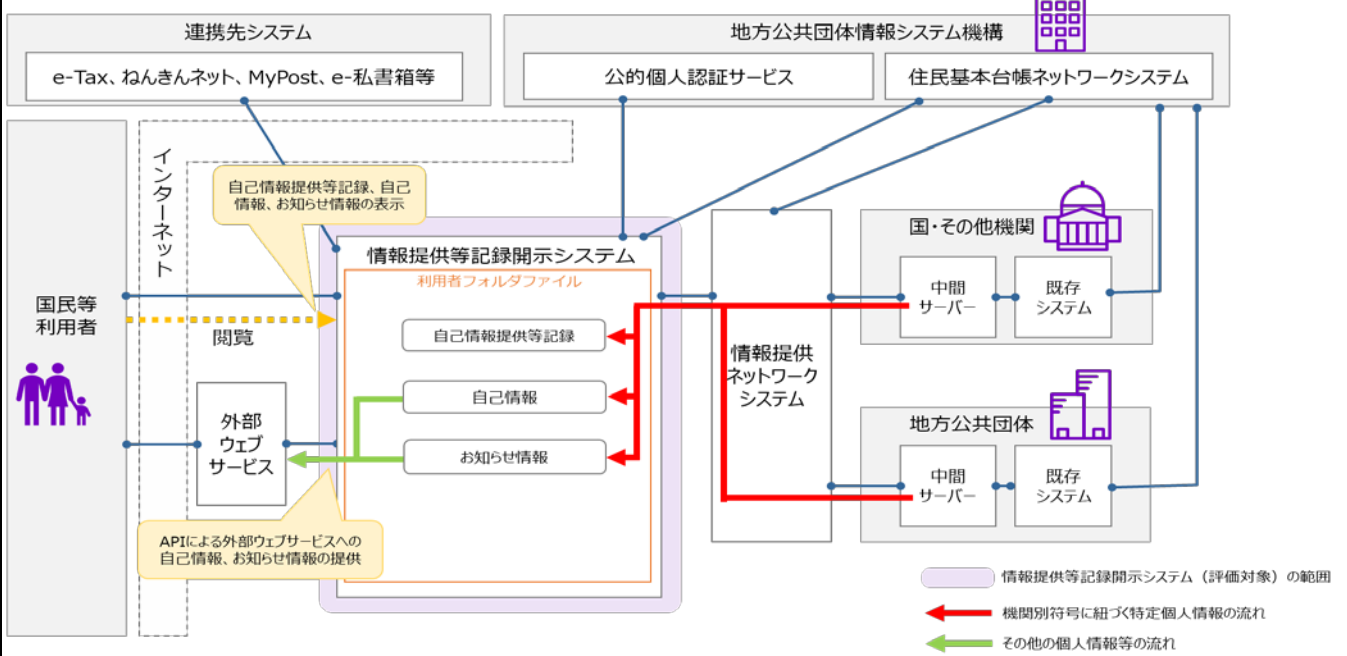 連携先システム
e-Tax、ねんきんネット、MyPost、e-私書箱等
地方公共団体情報システム機構
公的個人認証サービス
住民基本台帳ネットワークシステム
インターネット
自己情報提供等記録、自己
情報、お知らせ情報の表示
国民等
利用者
閲覧
外部
ウェブ
サービス
APIによる外部ウェブサービスへの
自己情報、お知らせ情報の提供
情報提供等記録開示システム
利用者フォルダファイル
自己情報提供等記録
自己情報
お知らせ情報
情報提供
ネットワーク
システム
国・その他機関
中間
サーバー
既存
システム
地方公共団体
中間
サーバー
既存
システム
情報提供等記録開示システム（評価対象）の範囲
機関別符号に紐づく特定個人情報の流れ
その他の個人情報等の流れ